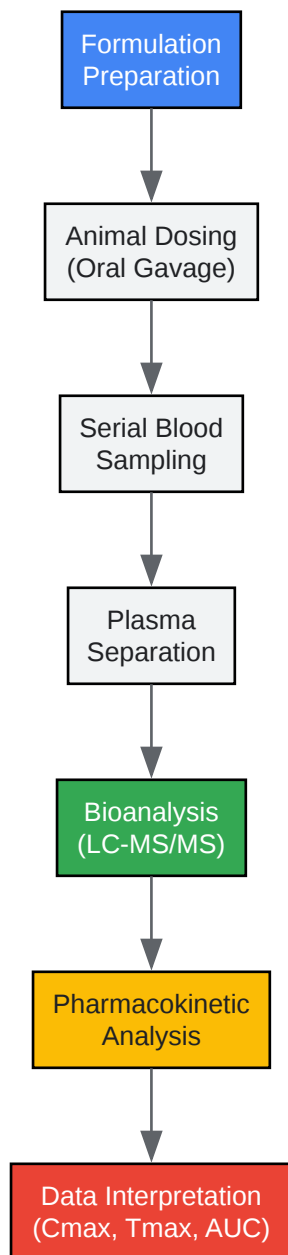 Formulation
Preparation
Animal Dosing
(Oral Gavage)
Serial Blood
Sampling
Plasma
Separation
Bioanalysis
(LC-MS/MS)
Pharmacokinetic
Analysis
Data Interpretation
(Cmax, Tmax, AUC)